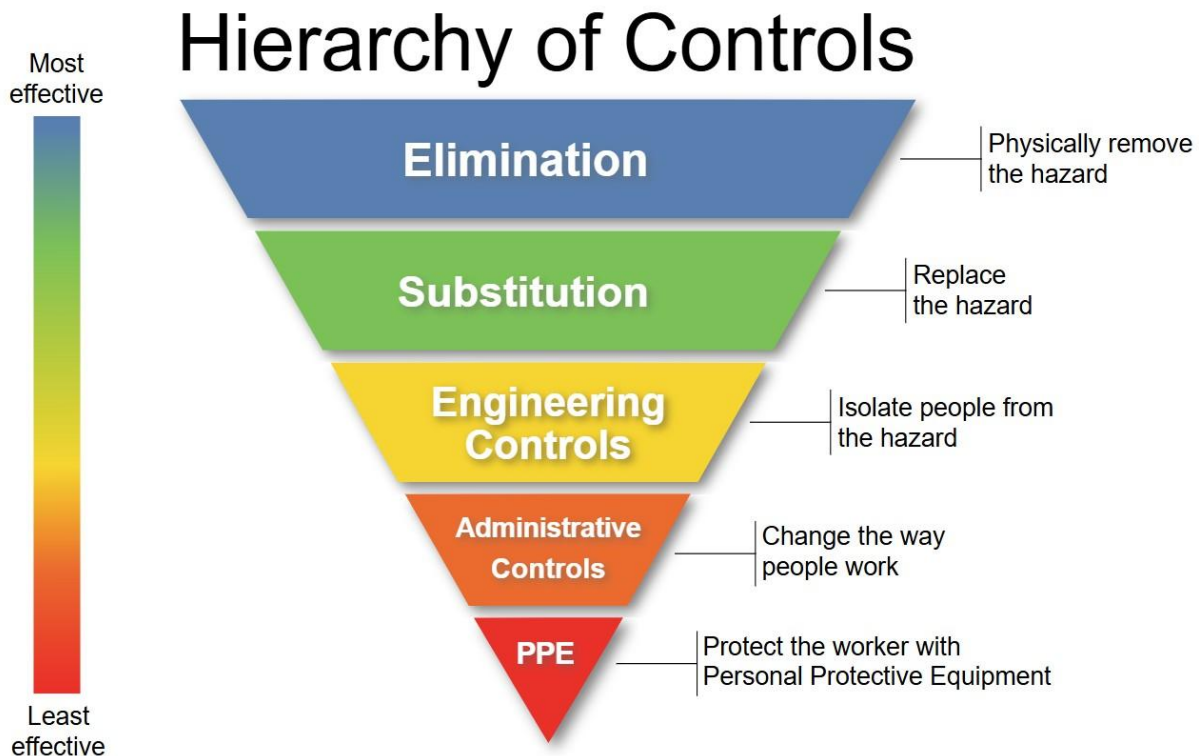 Hierarchy of Controls
Most
effective
Elimination
Physically remove
the hazard
Substitution
Replace
the hazard
Engineering
Controls
Isolate people from
the hazard
Administrative
Controls
Change the way
people work
PPE
Protect the worker with
Personal Protective Equipment
Least
effective